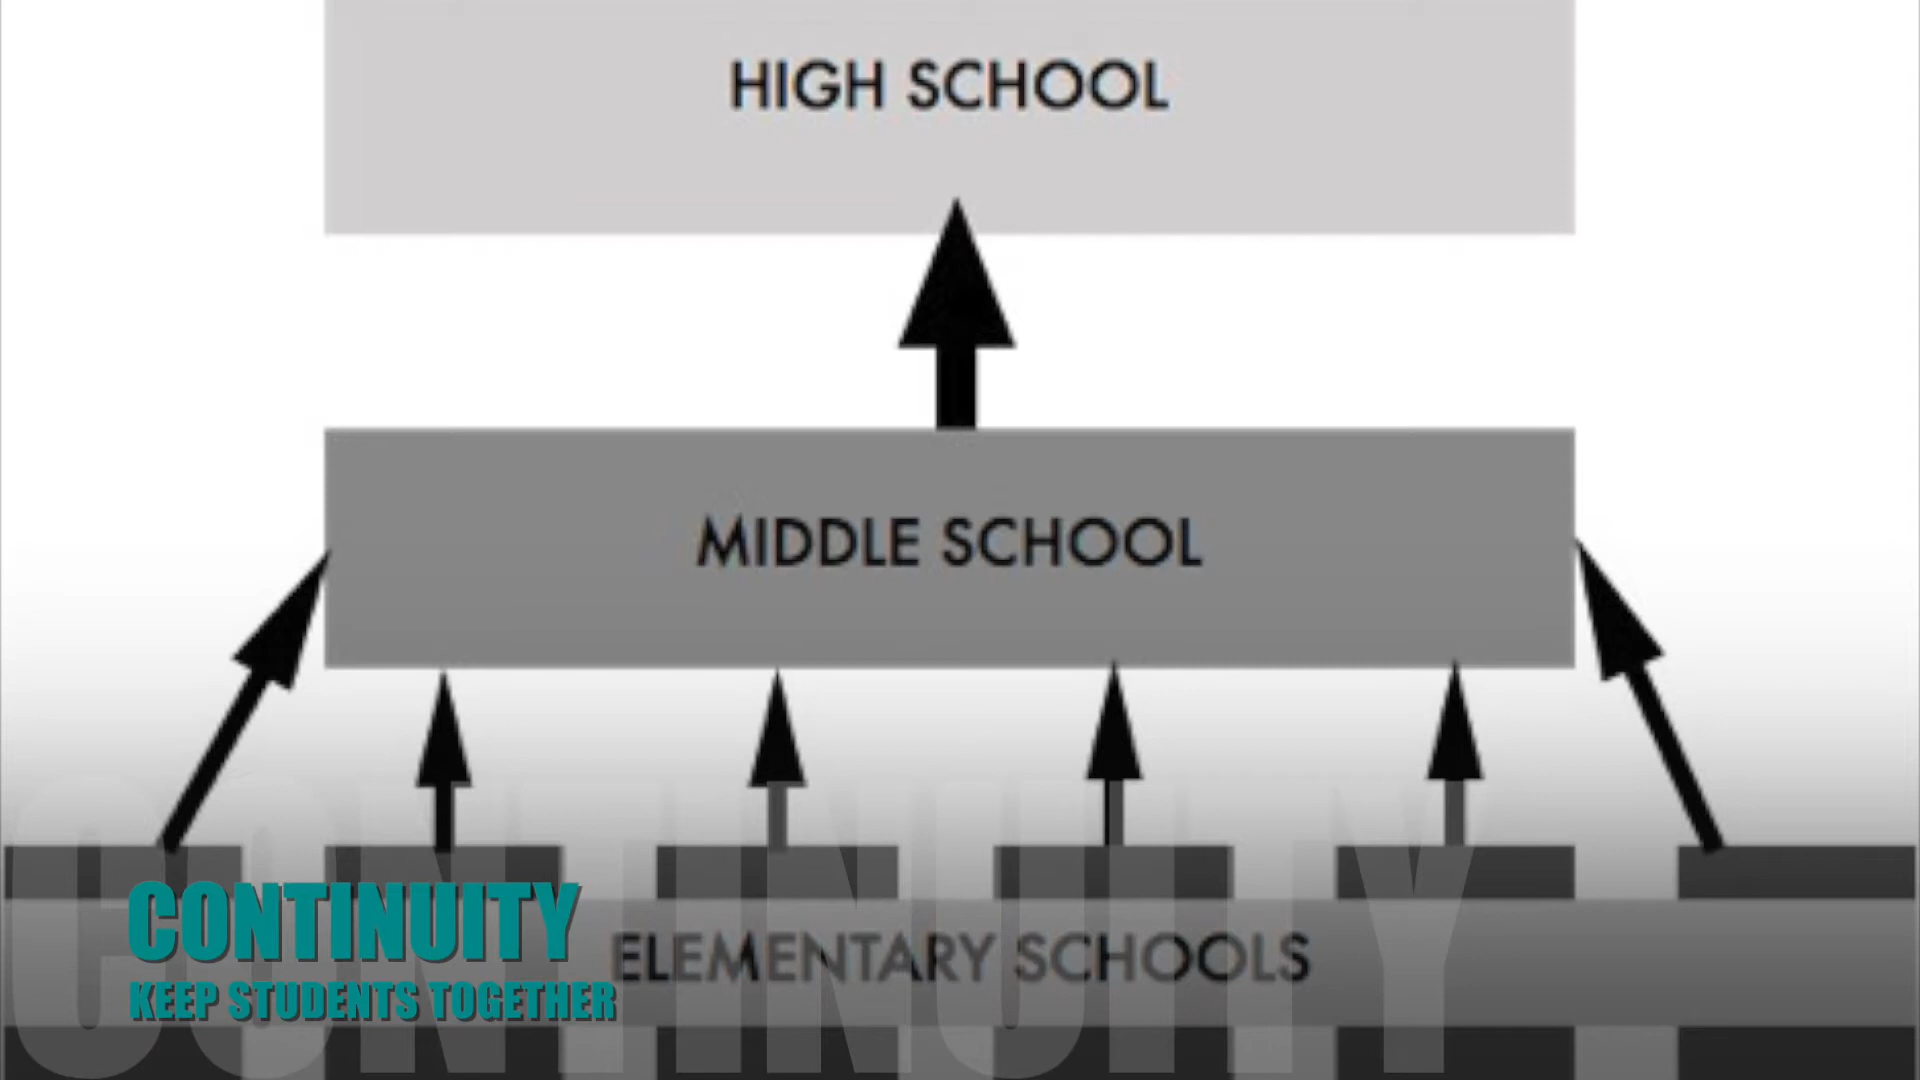 HIGH SCHOOL
MIDDLE SCHOOL
CONTINUITY
ELEMENTARY SCHOOLS
CONTINUITY
KEEP STUDENTS TOGETHER